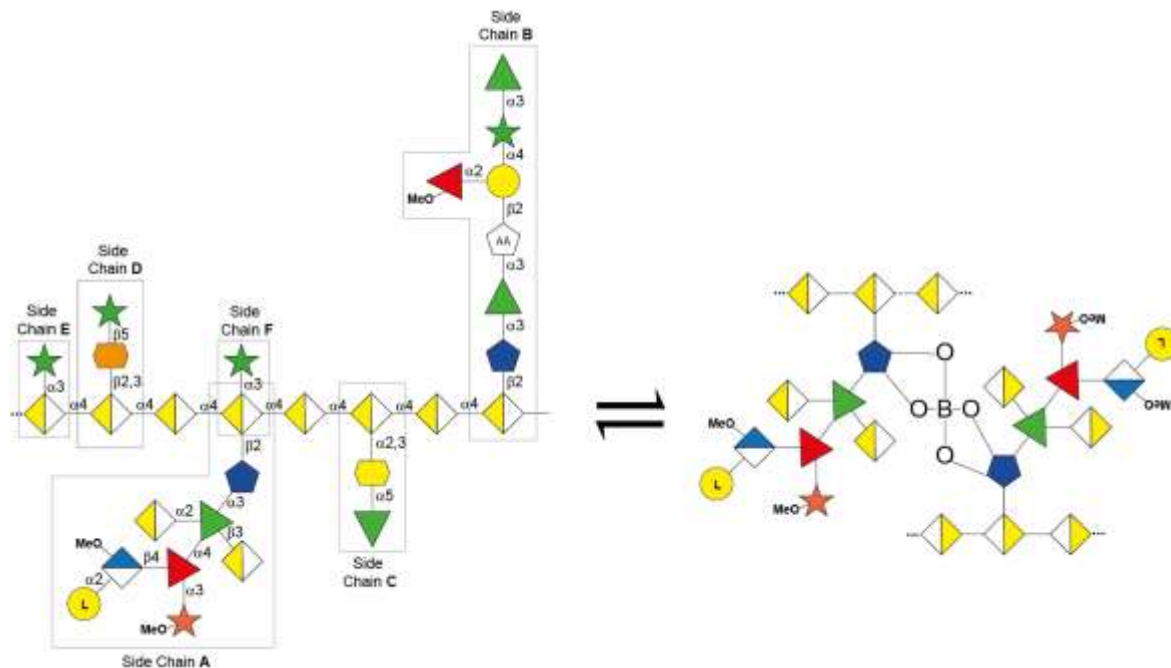 Side
Chain B
α3
α4
α2
MeO
β2
AA
α3
α3
β2
Side
Chain D
β5
β2,3
Side
Chain E
α3
Side
Chain F
α3
α4
α4
α4
α4
α4
α4
α4
α2,3
α5
Side
Chain C
β2
α3
α2
β3
MeO
β4
α4
α2
L
α3
MeO
Side Chain A
O
O
B
O
O
MeO
L
MeO
MeO
L
MeO